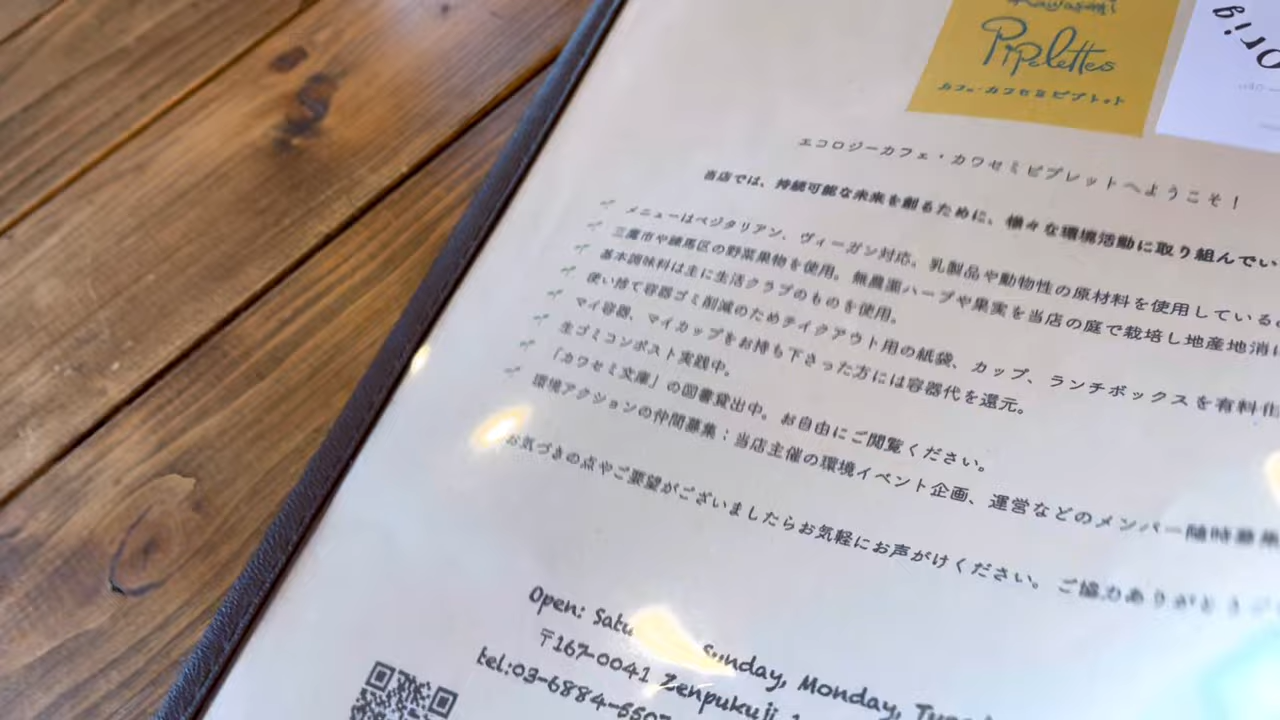 Kawasemi
Pipelettes
カフェ・カワセミピプレット
Orig
エコロジーカフェ・カワセミピプレットへようこそ！
当店では、持続可能な未来を創るために、様々な環境活動に取り組んでい
メニューはベジタリアン、ヴィーガン対応。乳製品や動物性の原材料を使用している
三鷹市や練馬区の野菜果物を使用。無農薬ハーブや果実を当店の庭で栽培し地産地消
基本調味料は主に生活クラブのものを使用。
使い捨て容器ゴミ削減のためテイクアウト用の紙袋、カップ、ランチボックスを有料化
マイ容器、マイカップをお持ち下さった方には容器代を還元。
生ゴミコンポスト実践中。
「カワセミ文庫」の図書貸出中。お自由にご閲覧ください。
環境アクションの仲間募集：当店主催の環境イベント企画、運営などのメンバー随時募集
お気づきの点やご要望がございましたらお気軽にお声がけください。ご協力ありがとうご
Open: Satu Sunday, Monday, Tues
〒167-0041 Zenpukuji
tel:03-6884-